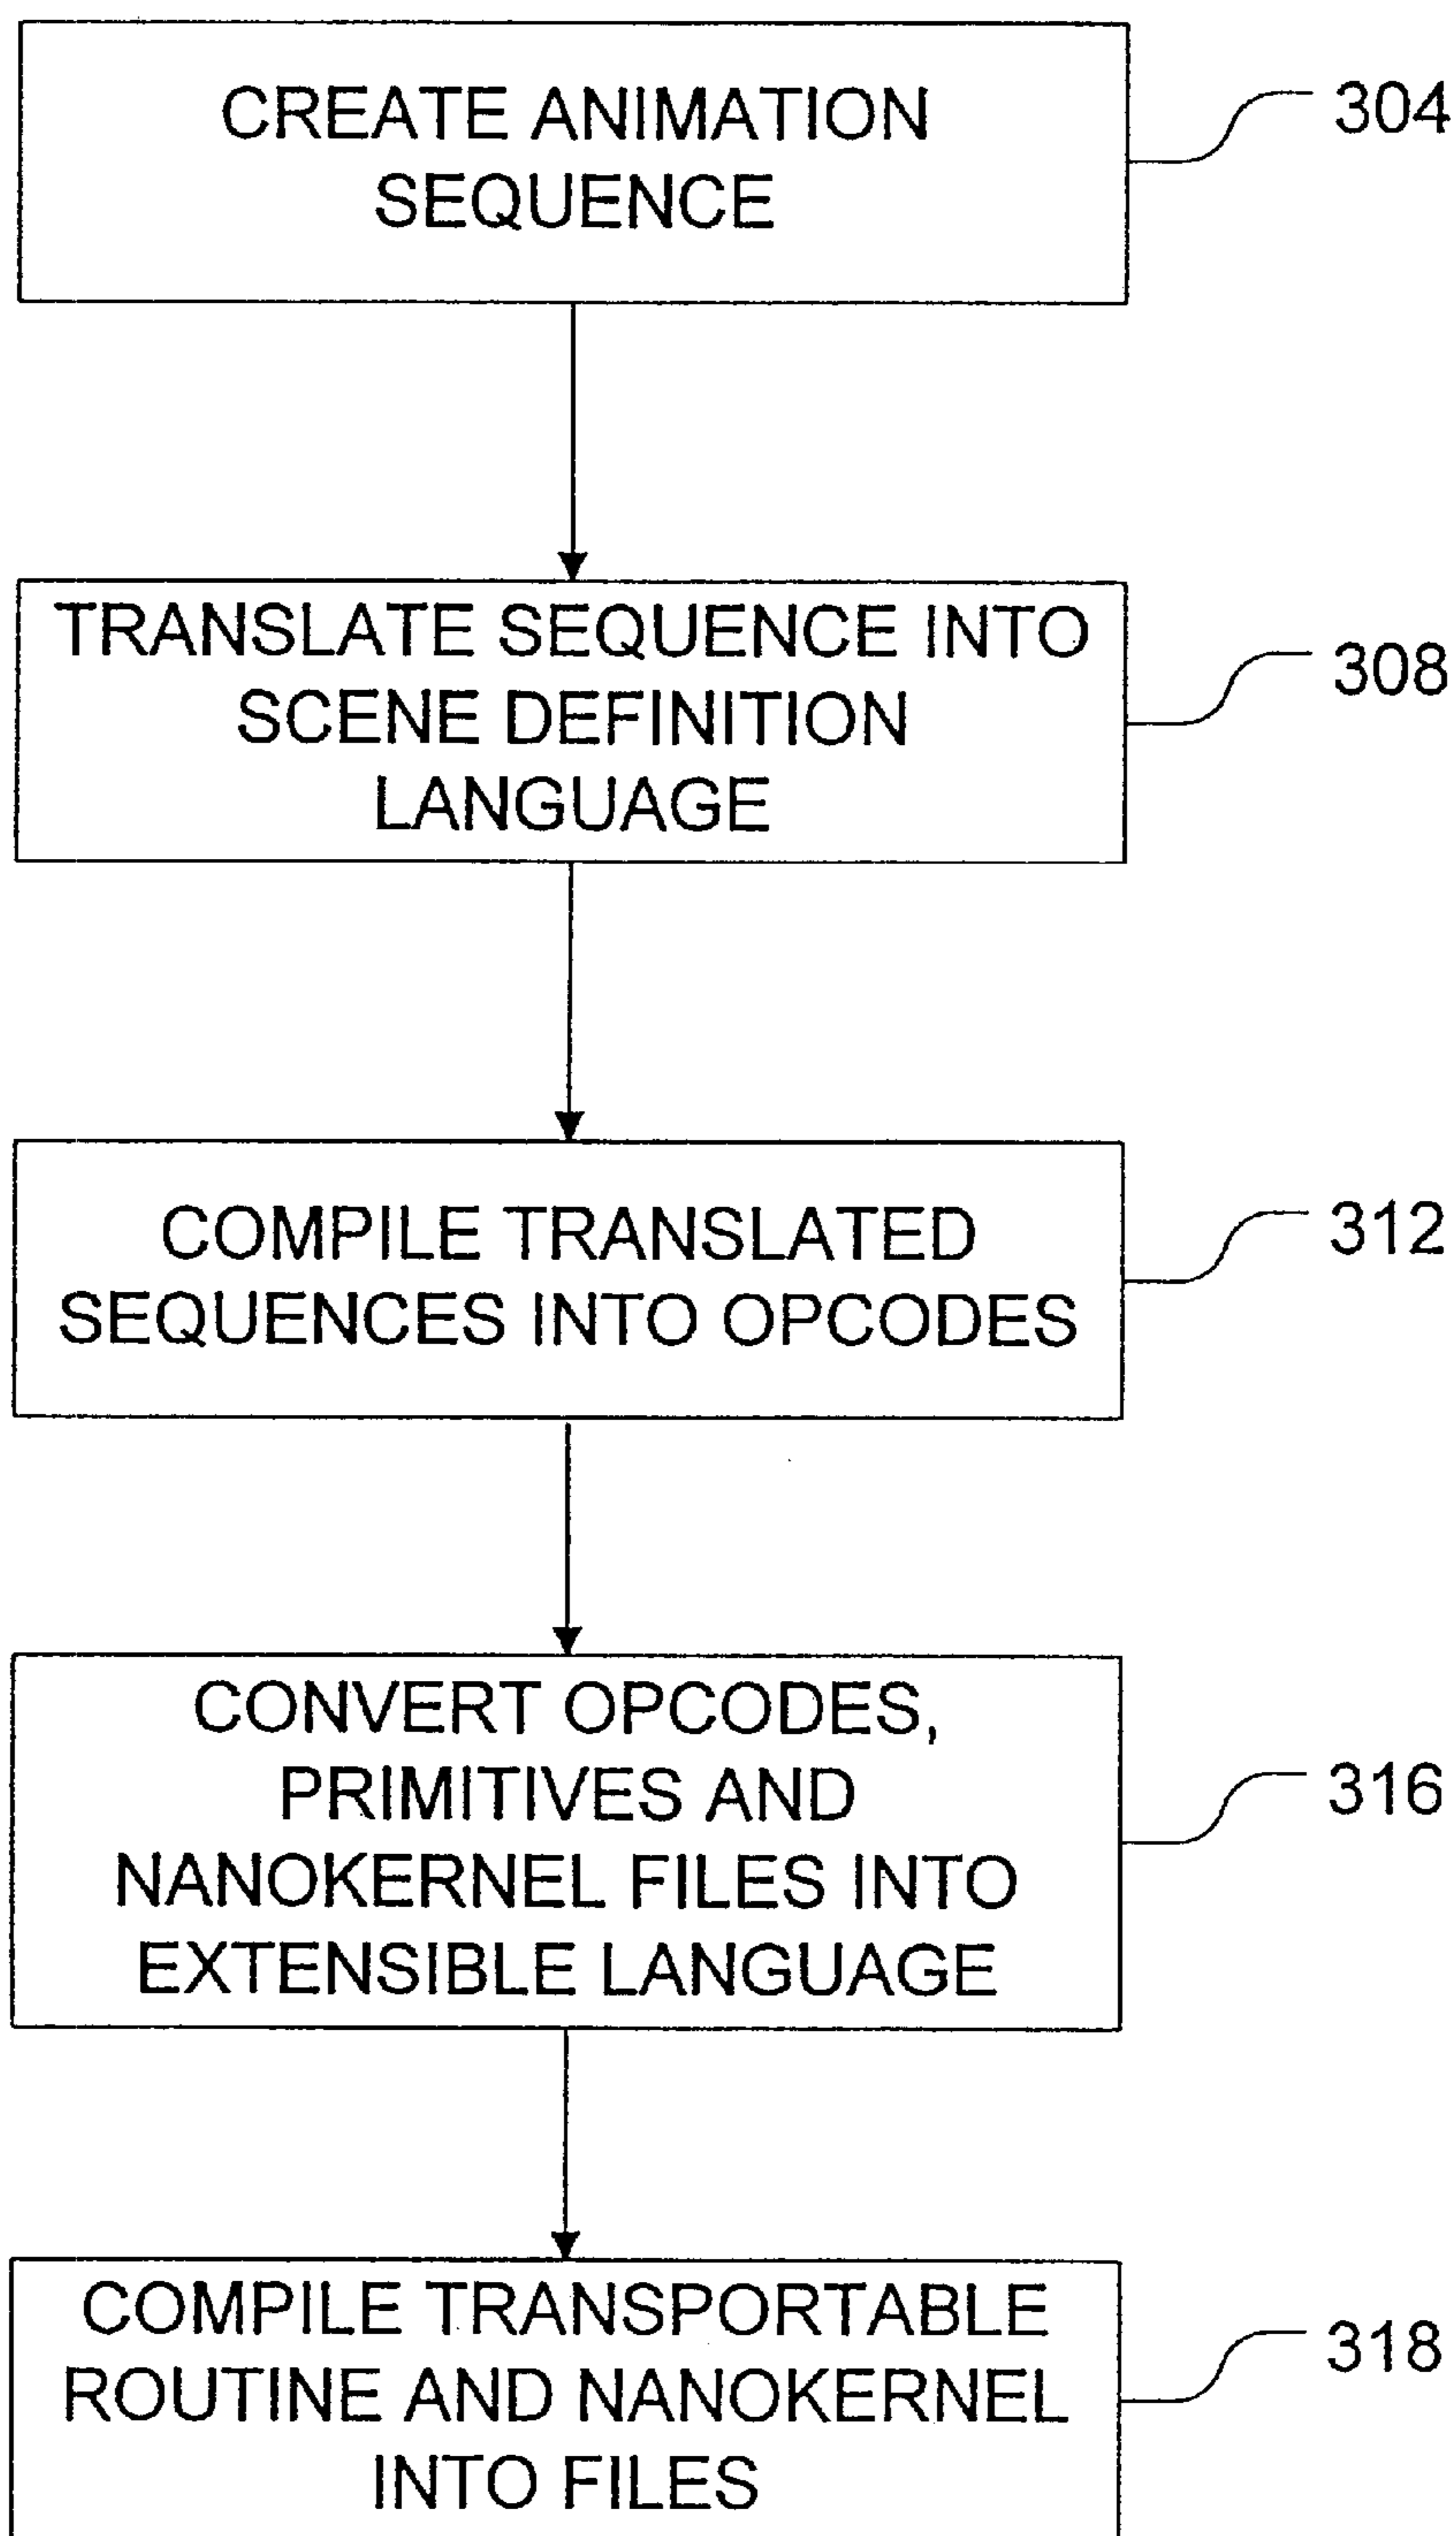 CREATE ANIMATION
SEQUENCE
304
TRANSLATE SEQUENCE INTO
SCENE DEFINITION
LANGUAGE
308
COMPILE TRANSLATED
SEQUENCES INTO OPCODES
312
CONVERT OPCODES,
PRIMITIVES AND
NANOKERNEL FILES INTO
EXTENSIBLE LANGUAGE
316
COMPILE TRANSPORTABLE
ROUTINE AND NANOKERNEL
INTO FILES
318